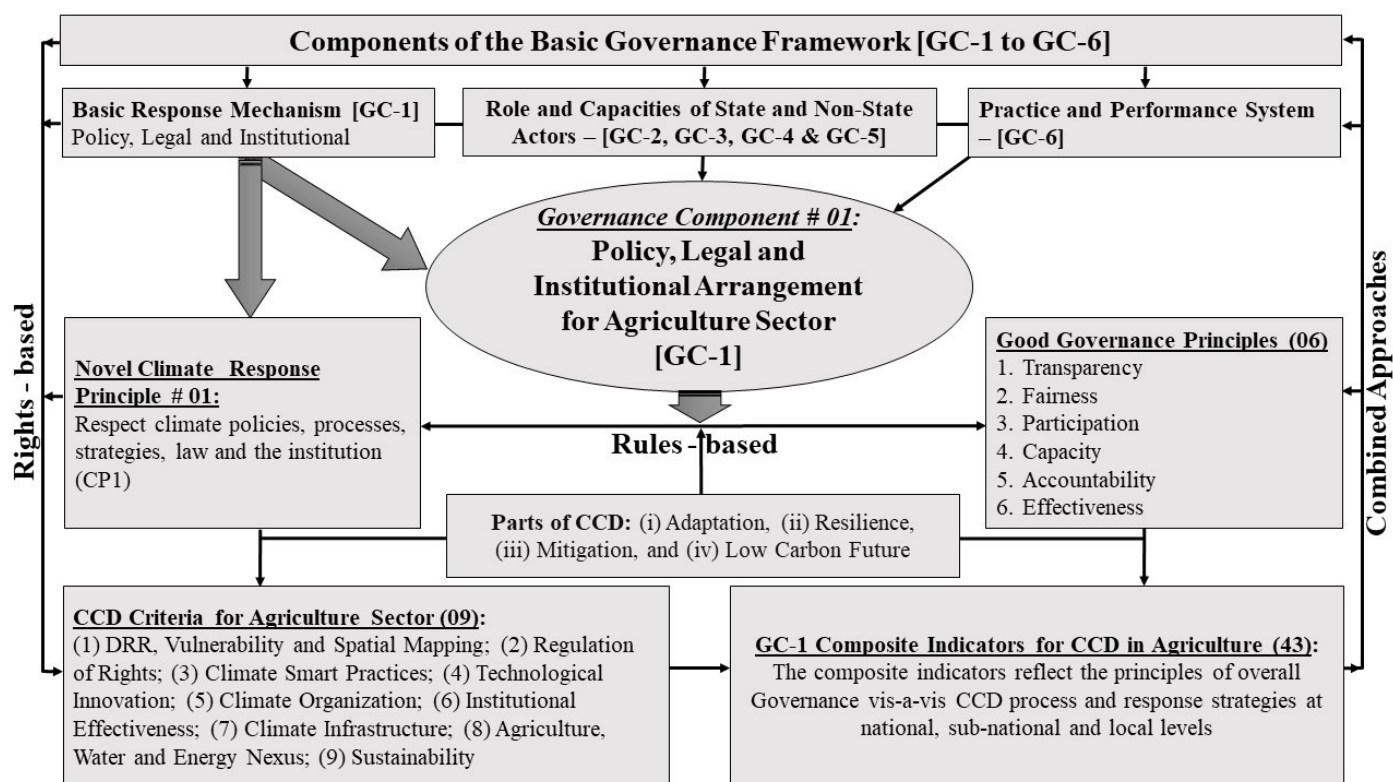 Components of the Basic Governance Framework [GC-1 to GC-6]
Basic Response Mechanism [GC-1]
Policy, Legal and Institutional
Role and Capacities of State and Non-State
Actors – [GC-2, GC-3, GC-4 & GC-5]
Practice and Performance System
– [GC-6]
Governance Component # 01:
Policy, Legal and
Institutional Arrangement
for Agriculture Sector
[GC-1]
Rights - based
Novel Climate Response
Principle # 01:
Respect climate policies, processes,
strategies, law and the institution
(CP1)
Rules - based
Good Governance Principles (06)
1. Transparency
2. Fairness
3. Participation
4. Capacity
5. Accountability
6. Effectiveness
Combined Approaches
Parts of CCD: (i) Adaptation, (ii) Resilience,
(iii) Mitigation, and (iv) Low Carbon Future
CCD Criteria for Agriculture Sector (09):
(1) DRR, Vulnerability and Spatial Mapping; (2) Regulation
of Rights; (3) Climate Smart Practices; (4) Technological
Innovation; (5) Climate Organization; (6) Institutional
Effectiveness; (7) Climate Infrastructure; (8) Agriculture,
Water and Energy Nexus; (9) Sustainability
GC-1 Composite Indicators for CCD in Agriculture (43):
The composite indicators reflect the principles of overall
Governance vis-a-vis CCD process and response strategies at
national, sub-national and local levels